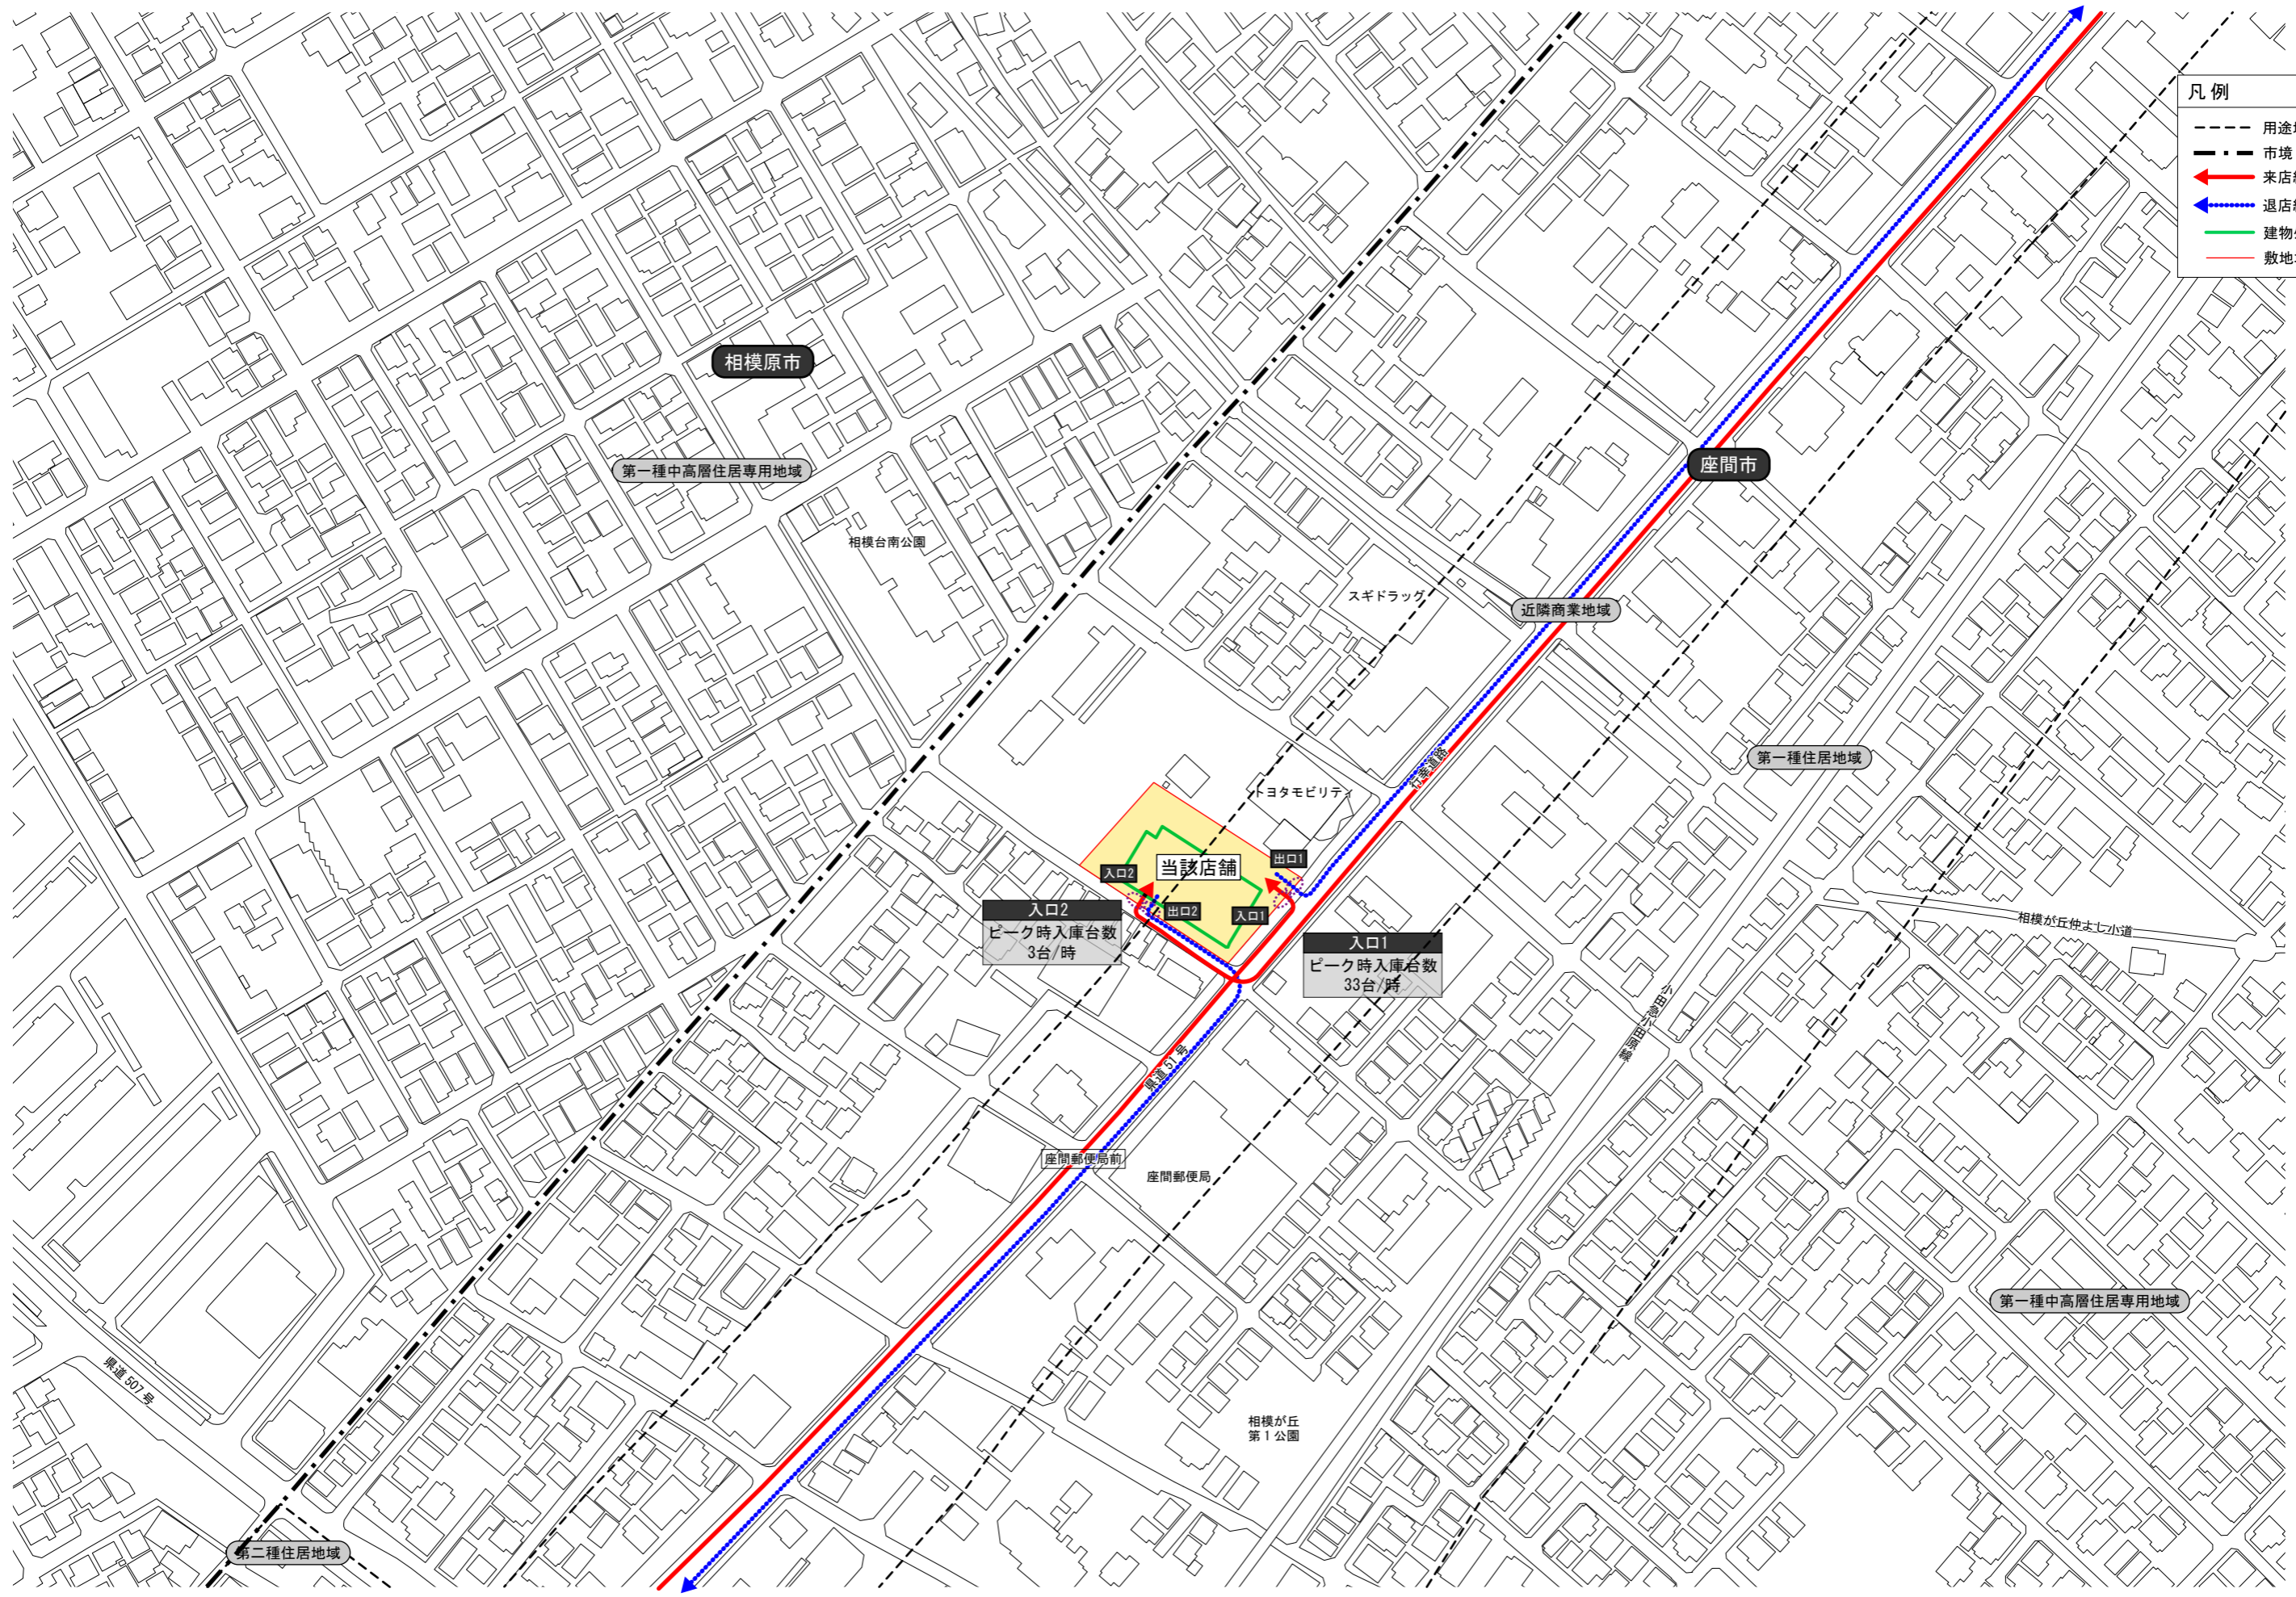 凡 例
用途
市境
来店
退店
建物
敷地
相模原市
座間市
第一種中高層住居専用地域
相模台南公園
スギドラッグ
近隣商業地域
第一種住居地域
行幸道路
トヨタモビリティ
当該店舗
出口1
入口2
出口2
入口1
入口2
ピーク時入庫台数
3台/時
入口1
ピーク時入庫台数
33台/時
相模が丘仲よし小道
小田急小田原線
県道 51 号
座間郵便局前
座間郵便局
第一種中高層住居専用地域
県道 507 号
相模が丘
第1公園
第二種住居地域